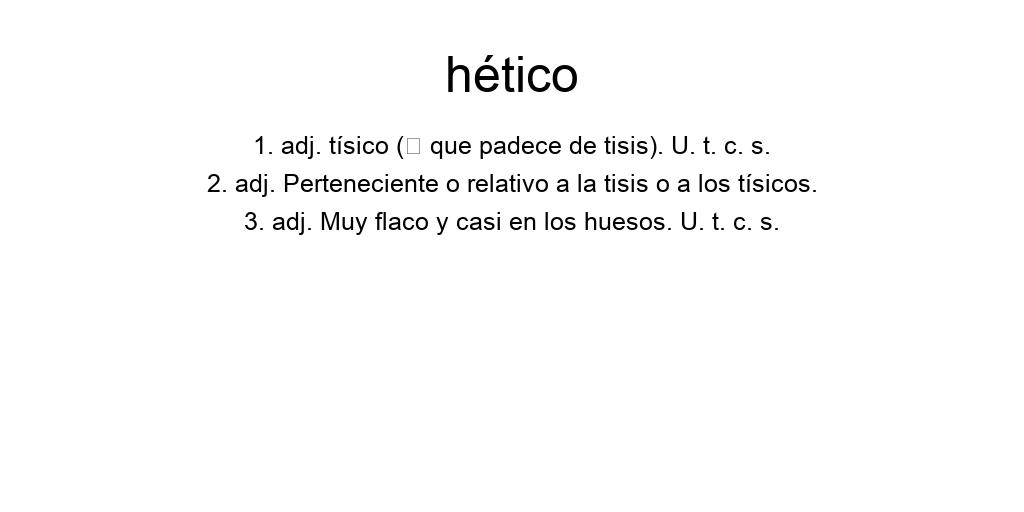 hético
1. adj. tísico (□ que padece de tisis). U. t. c. s.
2. adj. Perteneciente o relativo a la tisis o a los tísicos.
3. adj. Muy flaco y casi en los huesos. U. t. c. s.